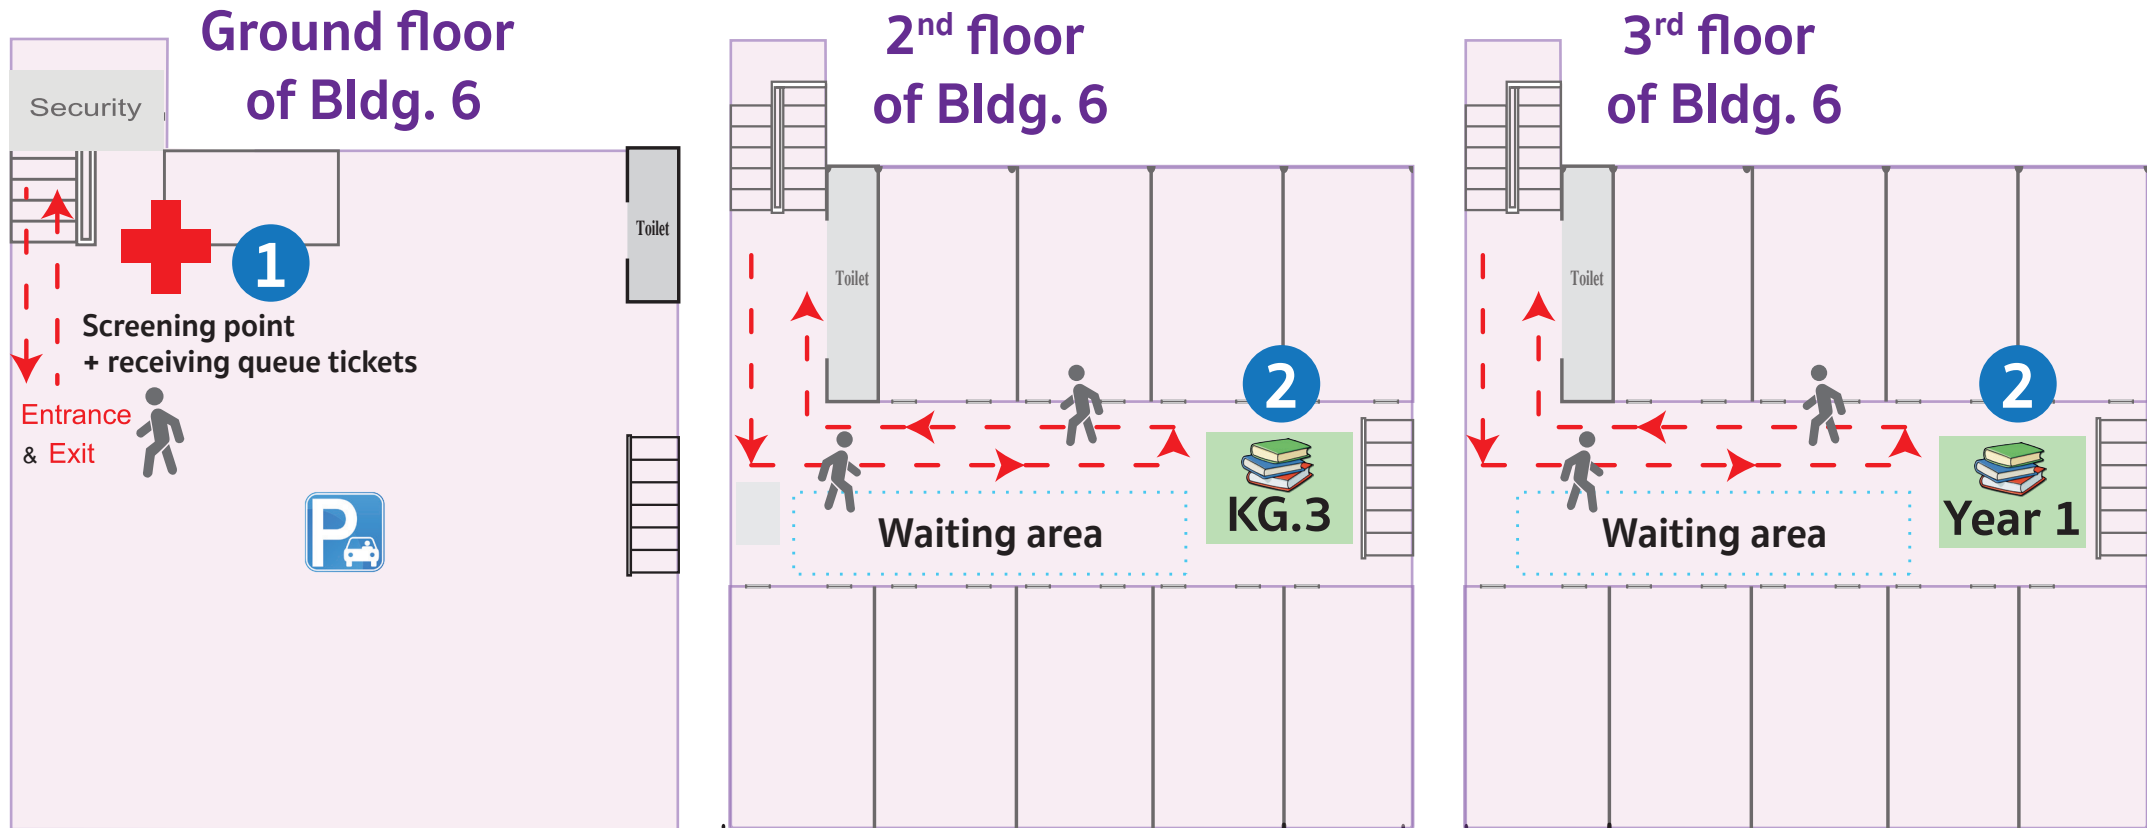 Ground floor
of Bldg. 6
Security
Toilet
1
Screening point
+ receiving queue tickets
Entrance
& Exit
P
2nd floor
of Bldg. 6
Toilet
2
KG.3
Waiting area
3rd floor
of Bldg. 6
Toilet
2
Year 1
Waiting area